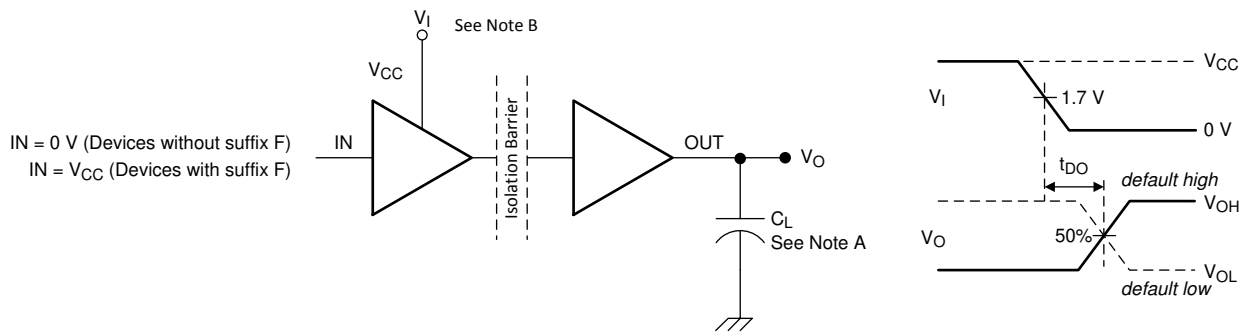 V_I
See Note B
V_CC
IN = 0 V (Devices without suffix F)
IN = V_CC (Devices with suffix F)
IN
Isolation Barrier
OUT
V_O
C_L
See Note A
V_CC
V_I
1.7 V
0 V
t_DO
default high
V_OH
V_O
50%
V_OL
default low